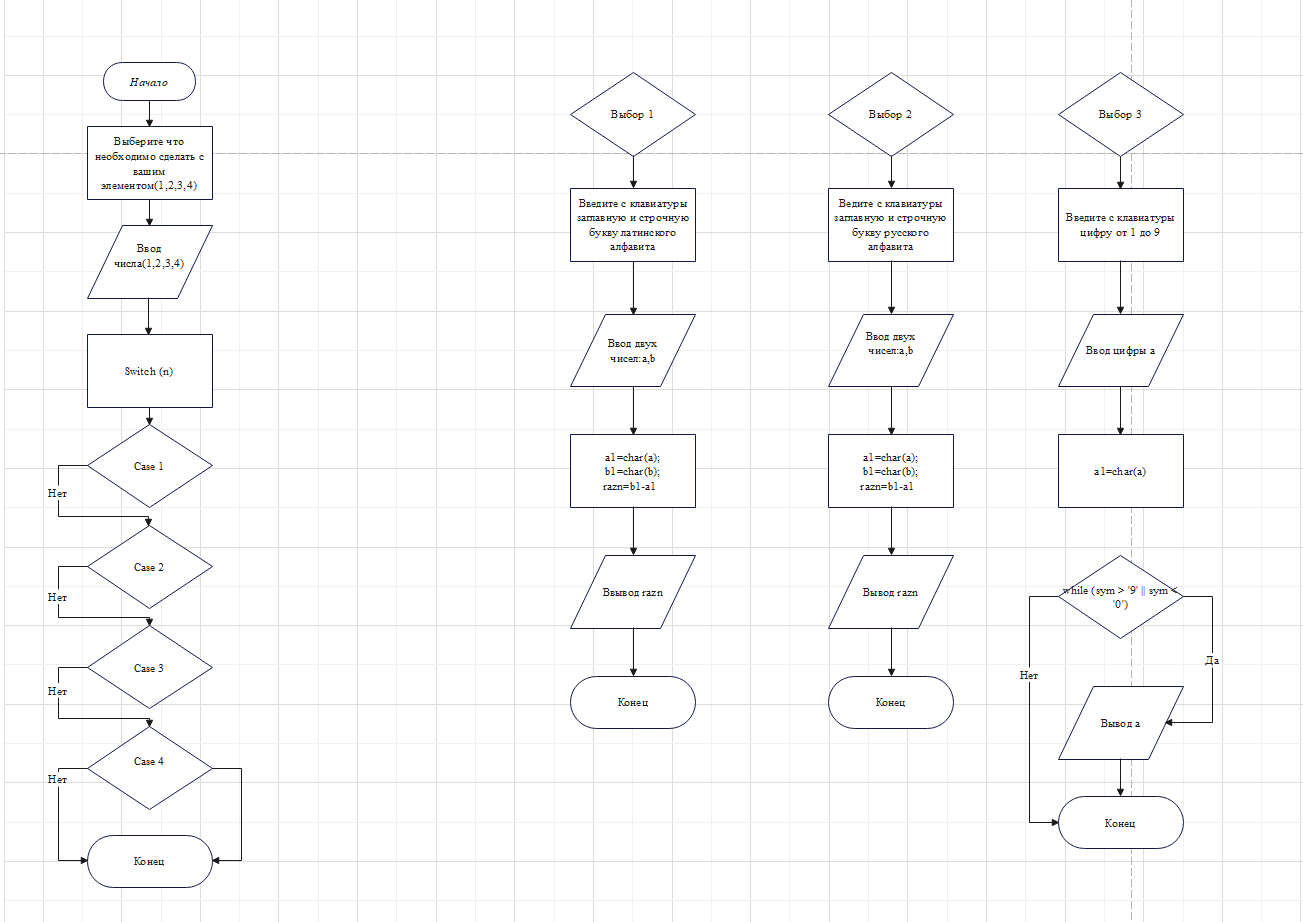 Начало
Выберите что
необходимо сделать с
вашим
элементом(1,2,3,4)
Ввод
числа(1,2,3,4)
Switch (n)
Case 1
Нет
Case 2
Нет
Case 3
Нет
Case 4
Нет
Конец
Выбор 1
Введите с клавиатуры
заглавную и строчную
букву латинского
алфавита
Ввод двух
чисел:a,b
a1=char(a);
b1=char(b);
razn=b1-a1
Ввывод razn
Конец
Выбор 2
Ведите с клавиатуры
заглавную и строчную
букву русского
алфавита
Ввод двух
чисел:a,b
a1=char(a);
b1=char(b);
razn=b1-a1
Вывод razn
Конец
Выбор 3
Введите с клавиатуры
цифру от 1 до 9
Ввод цифры a
a1=char(a)
while (sym > '9' || sym <
'0')
Да
Нет
Вывод a
Конец